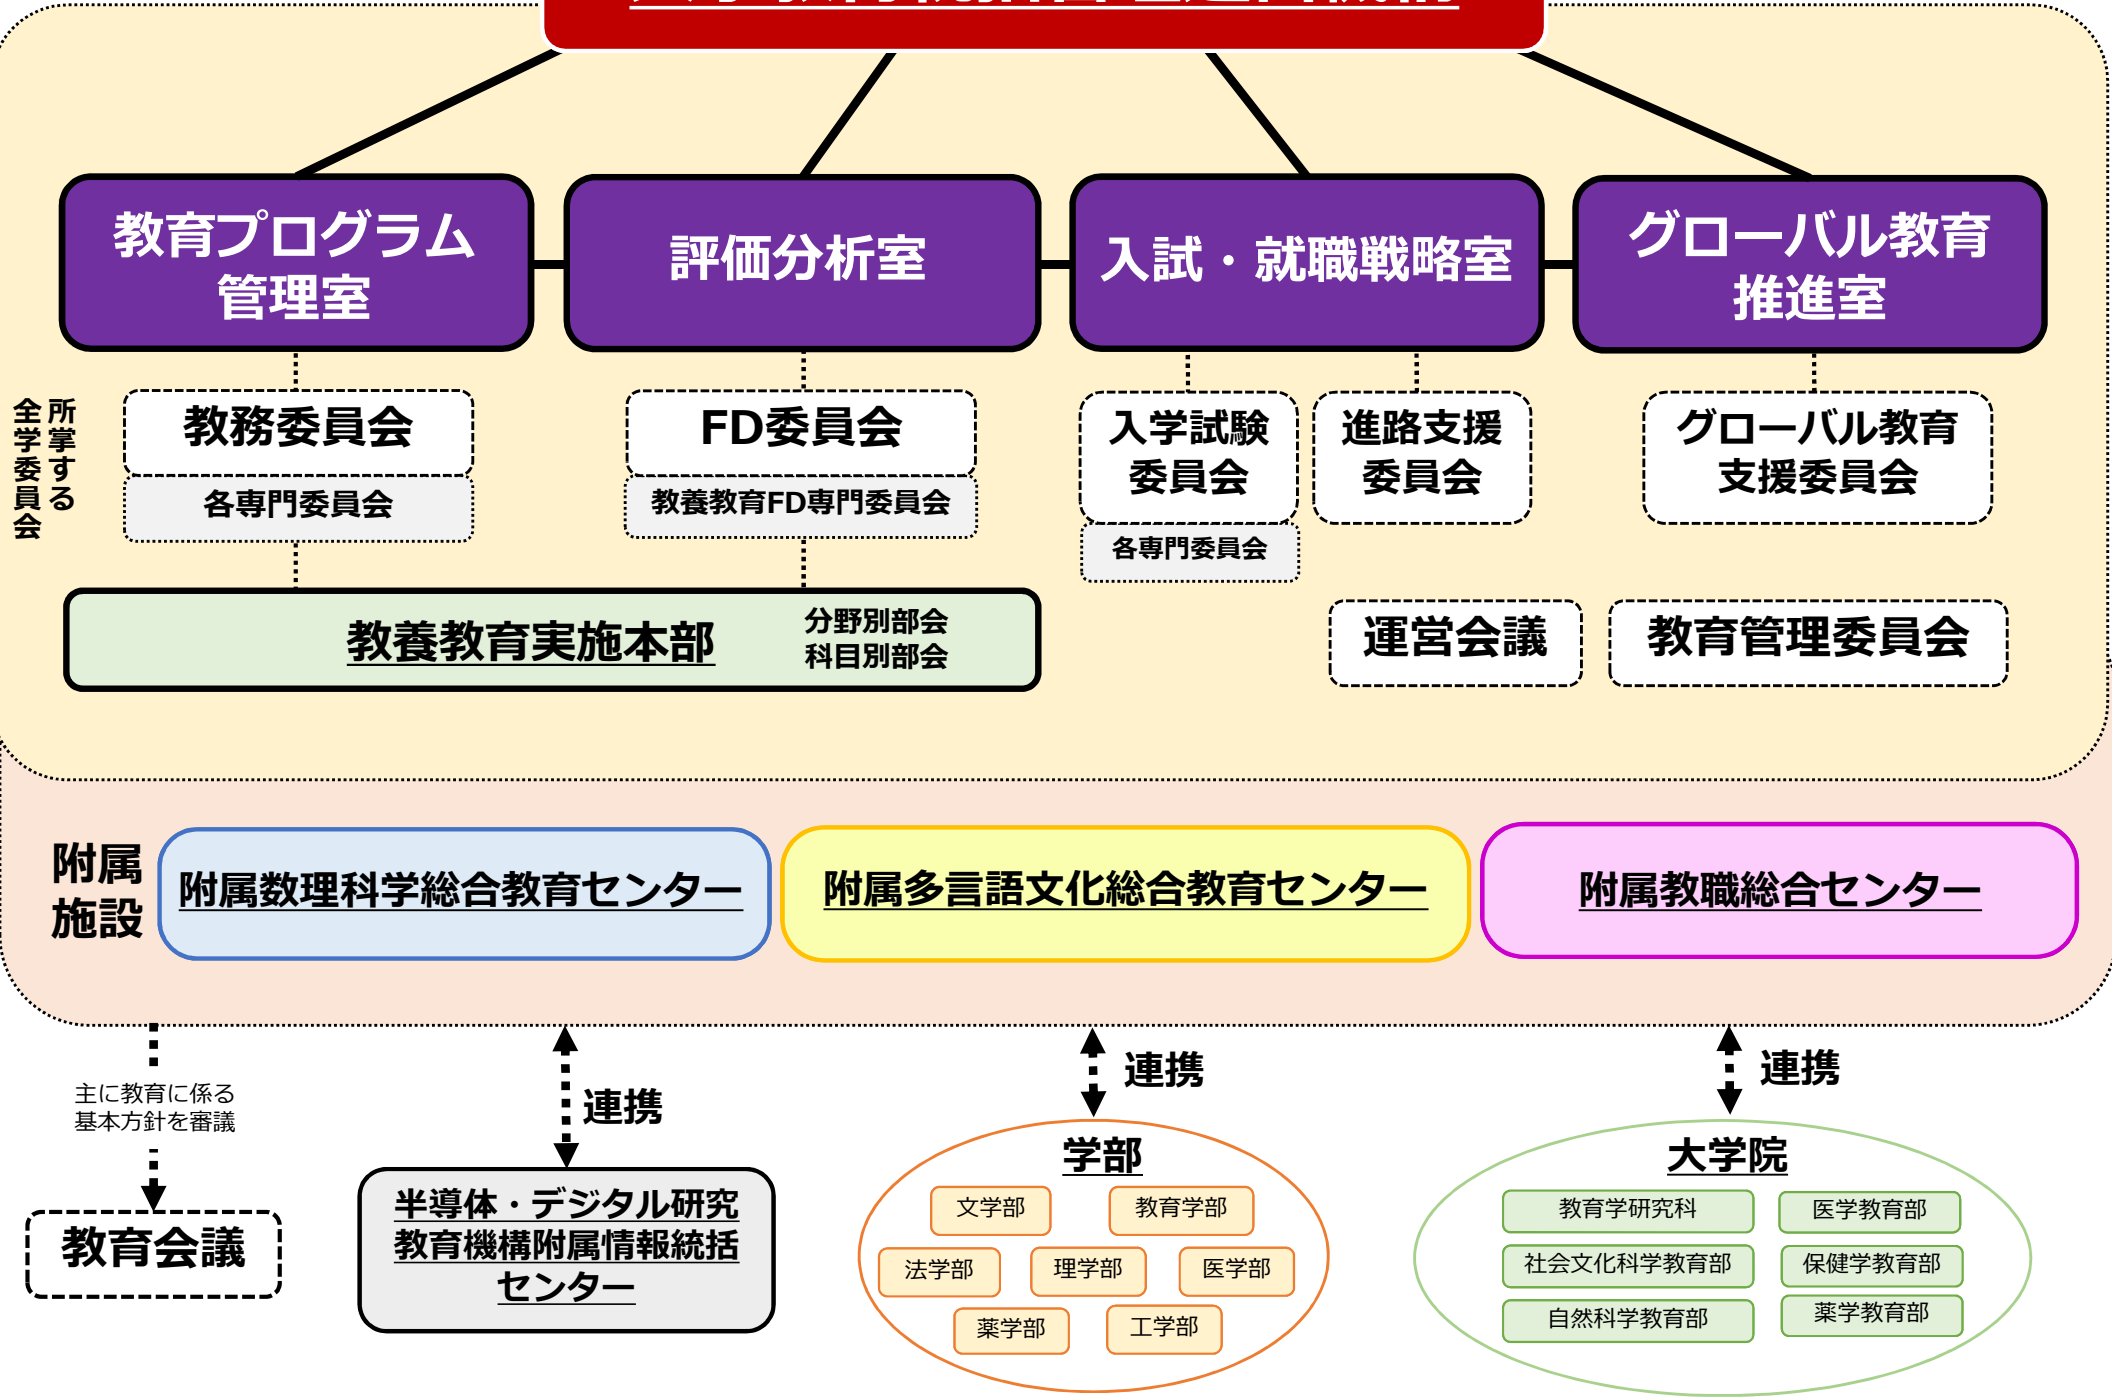 教育プログラム
管理室
評価分析室
入試・就職戦略室
グローバル教育
推進室
所掌する
全学委員会
教務委員会
各専門委員会
FD委員会
教養教育FD専門委員会
入学試験
委員会
各専門委員会
進路支援
委員会
グローバル教育
支援委員会
教養教育実施本部
分野別部会
科目別部会
運営会議
教育管理委員会
附属
施設
附属数理科学総合教育センター
附属多言語文化総合教育センター
附属教職総合センター
主に教育に係る
基本方針を審議
教育会議
連携
半導体・デジタル研究
教育機構附属情報統括
センター
連携
学部
文学部
教育学部
法学部
理学部
医学部
薬学部
工学部
連携
大学院
教育学研究科
医学教育部
社会文化科学教育部
保健学教育部
自然科学教育部
薬学教育部